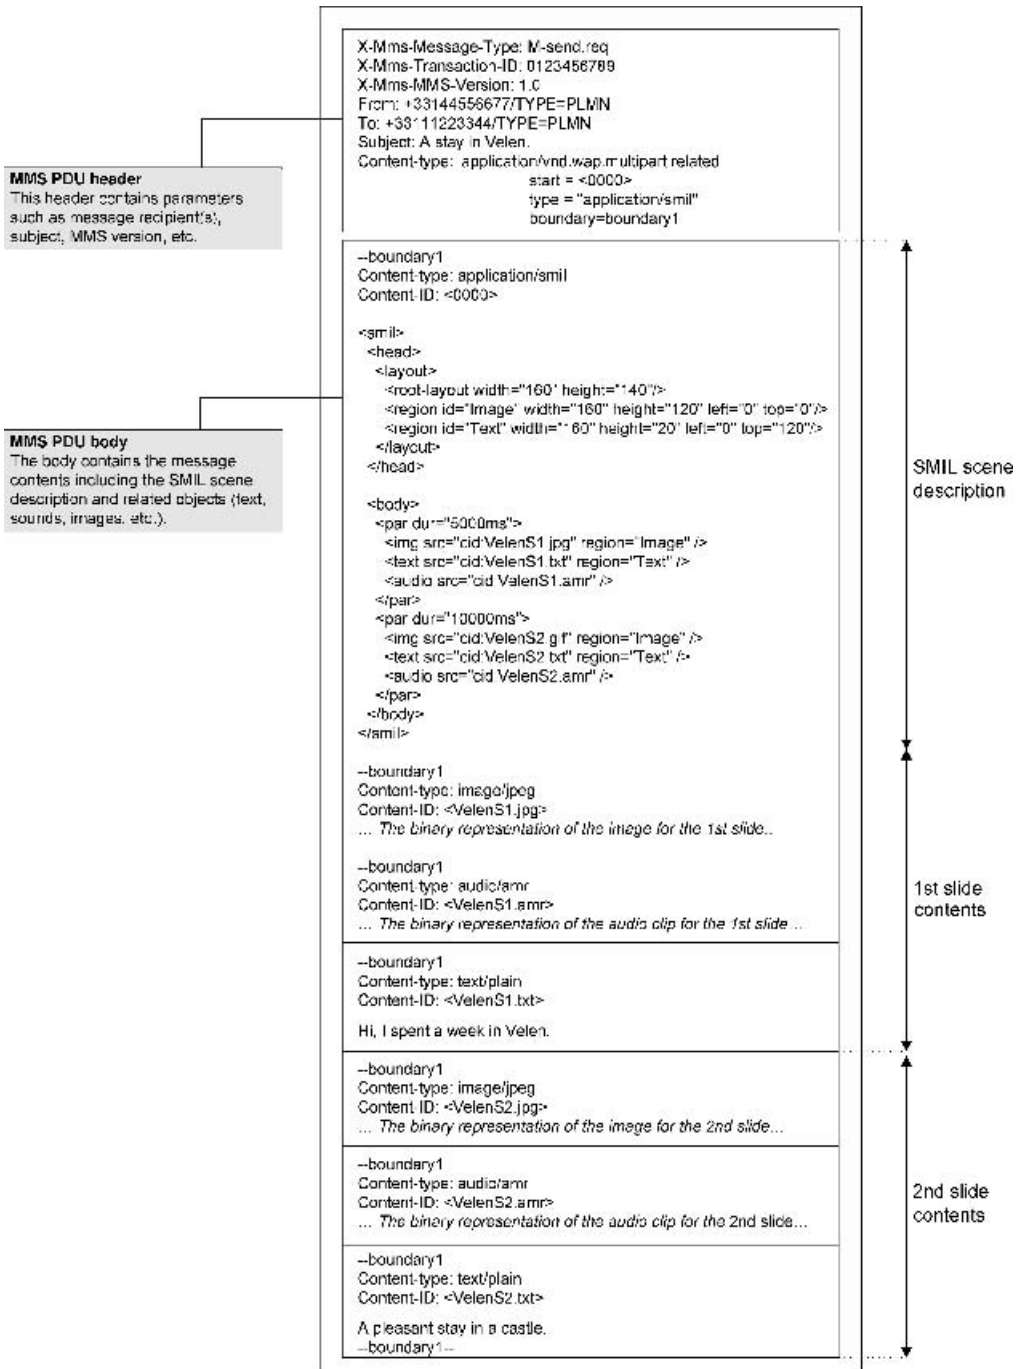 X-Mms-Message-Type: M-send.req
X-Mms-Transaction-ID: 0123456789
X-Mms-MMS-Version: 1.0
From: +33144556677/TYPE=PLMN
To: +33111223344/TYPE=PLMN
Subject: A stay in Velen.
Content-type: application/vnd.wap.multipart related
start = <0000>
type = "application/smil"
boundary=boundary1
MMS PDU header
This header contains parameters
such as message recipient(s),
subject, MMS version, etc.
--boundary1
Content-type: application/smil
Content-ID: <0000>
<smil>
<head>
<layout>
<root-layout width="160" height="140"/>
<region id="Image" width="160" height="120" left="0" top="0"/>
<region id="Text" width="160" height="20" left="0" top="120"/>
</layout>
</head>
MMS PDU body
The body contains the message
contents including the SMIL scene
description and related objects (text,
sounds, images, etc.).
SMIL scene
description
<body>
<par dur="5000ms">
<img src="cid:VelenS1.jpg" region="Image" />
<text src="cid:VelenS1.txt" region="Text" />
<audio src="cid VelenS1.amr" />
</par>
<par dur="10000ms">
<img src="cid:VelenS2.gif" region="Image" />
<text src="cid:VelenS2.txt" region="Text" />
<audio src="cid VelenS2.amr" />
</par>
</body>
</smil>
--boundary1
Content-type: image/jpeg
Content-ID: <VelenS1.jpg>
... The binary representation of the image for the 1st slide..
--boundary1
Content-type: audio/amr
Content-ID: <VelenS1.amr>
... The binary representation of the audio clip for the 1st slide ...
1st slide
contents
--boundary1
Content-type: text/plain
Content-ID: <VelenS1.txt>
Hi, I spent a week in Velen.
--boundary1
Content-type: image/jpeg
Content-ID: <VelenS2.jpg>
... The binary representation of the image for the 2nd slide...
--boundary1
Content-type: audio/amr
Content-ID: <VelenS2.amr>
... The binary representation of the audio clip for the 2nd slide...
2nd slide
contents
--boundary1
Content-type: text/plain
Content-ID: <VelenS2.txt>
A pleasant stay in a castle.
--boundary1--